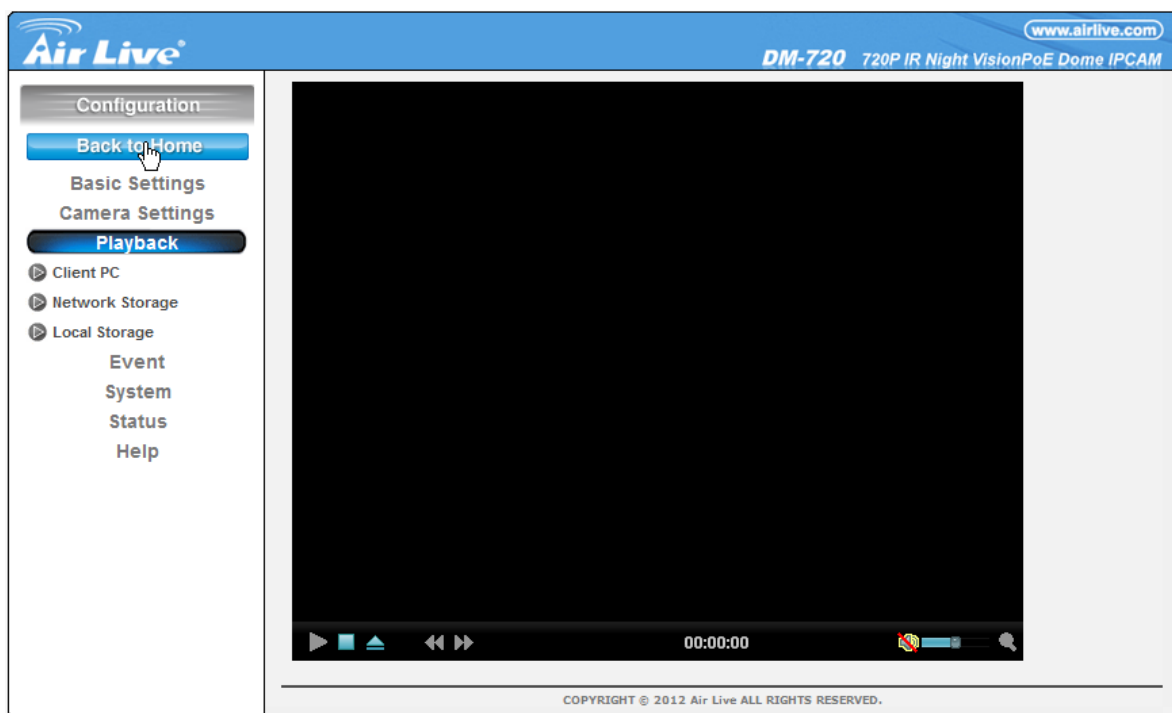 www.airlive.com
Air Live®
DM-720 720P IR Night VisionPoE Dome IPCAM
Configuration
Back to Home
Basic Settings
Camera Settings
Playback
Client PC
Network Storage
Local Storage
Event
System
Status
Help
00:00:00
COPYRIGHT © 2012 Air Live ALL RIGHTS RESERVED.